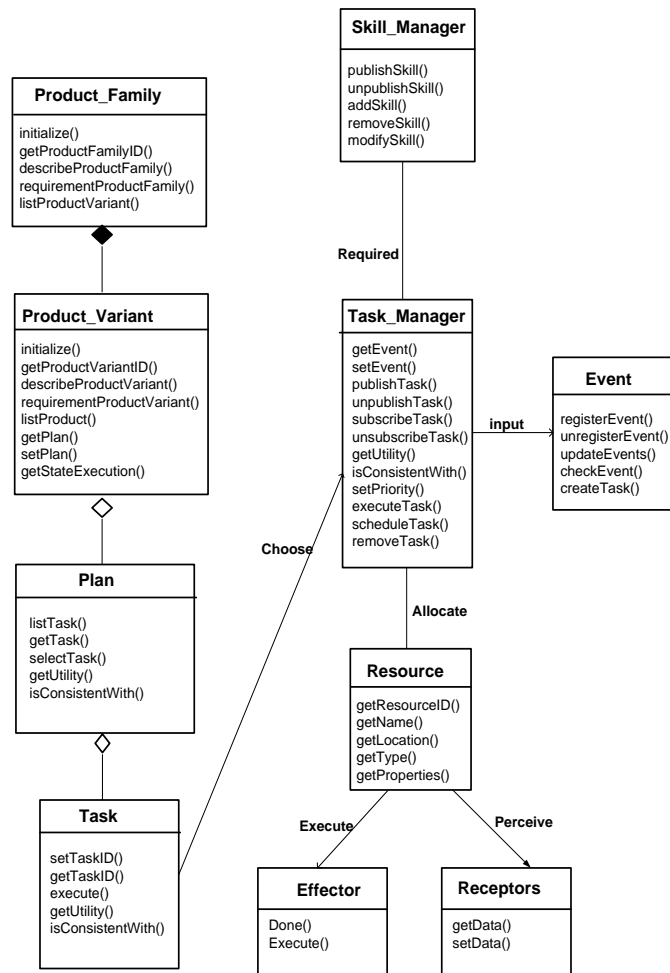 Skill_Manager
publishSkill()
unpublishSkill()
addSkill()
removeSkill()
modifySkill()
Product_Family
initialize()
getProductFamilyID()
describeProductFamily()
requirementProductFamily()
listProductVariant()
Required
Product_Variant
initialize()
getProductVariantID()
describeProductVariant()
requirementProductVariant()
listProduct()
getPlan()
setPlan()
getStateExecution()
Task_Manager
getEvent()
setEvent()
publishTask()
unpublishTask()
subscribeTask()
unsubscribeTask()
getUtility()
isConsistentWith()
setPriority()
executeTask()
scheduleTask()
removeTask()
input
Event
registerEvent()
unregisterEvent()
updateEvents()
checkEvent()
createTask()
Choose
Plan
listTask()
getTask()
selectTask()
getUtility()
isConsistentWith()
Allocate
Resource
getResourceID()
getName()
getLocation()
getType()
getProperties()
Task
setTaskID()
getTaskID()
execute()
getUtility()
isConsistentWith()
Execute
Perceive
Effector
Done()
Execute()
Receptors
getData()
setData()